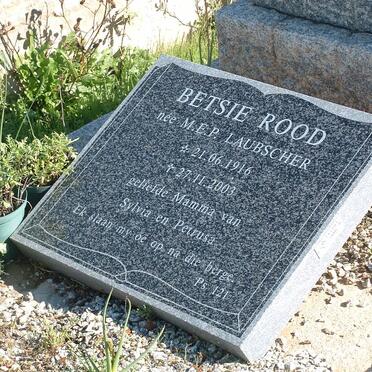 BETSIE ROOD
née M.E.P. LAUBSCHER
* 21.06.1916
† 27.11.2003
geliefde Mamma van
Sylvia en Petrusa
Ek slaan my oë op na die berge
Ps. 121